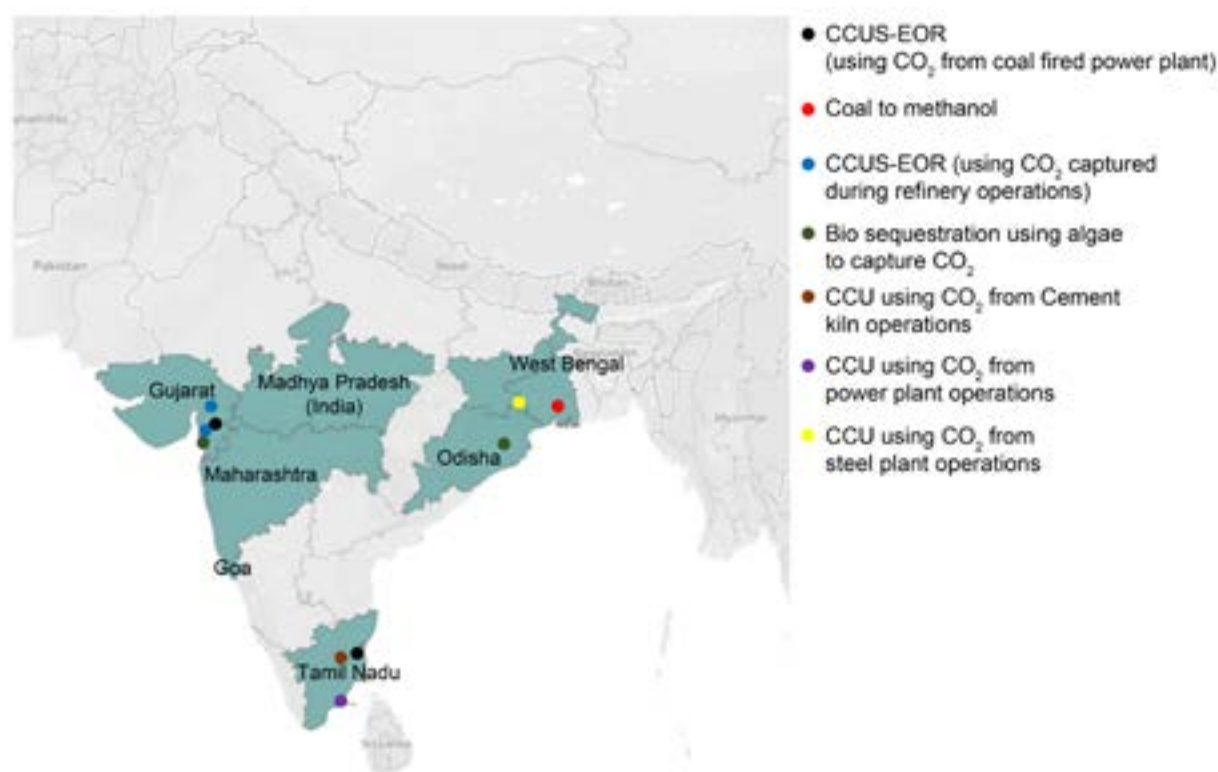 CCUS-EOR
(using CO₂ from coal fired power plant)
Coal to methanol
CCUS-EOR (using CO₂ captured
during refinery operations)
Bio sequestration using algae
to capture CO₂
CCU using CO₂ from Cement
kiln operations
CCU using CO₂ from
power plant operations
CCU using CO₂ from
steel plant operations
Pakistan
Nepal
Bhutan
West Bengal
Gujarat
Madhya Pradesh
(India)
Myanmar
Odisha
Maharashtra
Goa
Tamil Nadu
Sri Lanka